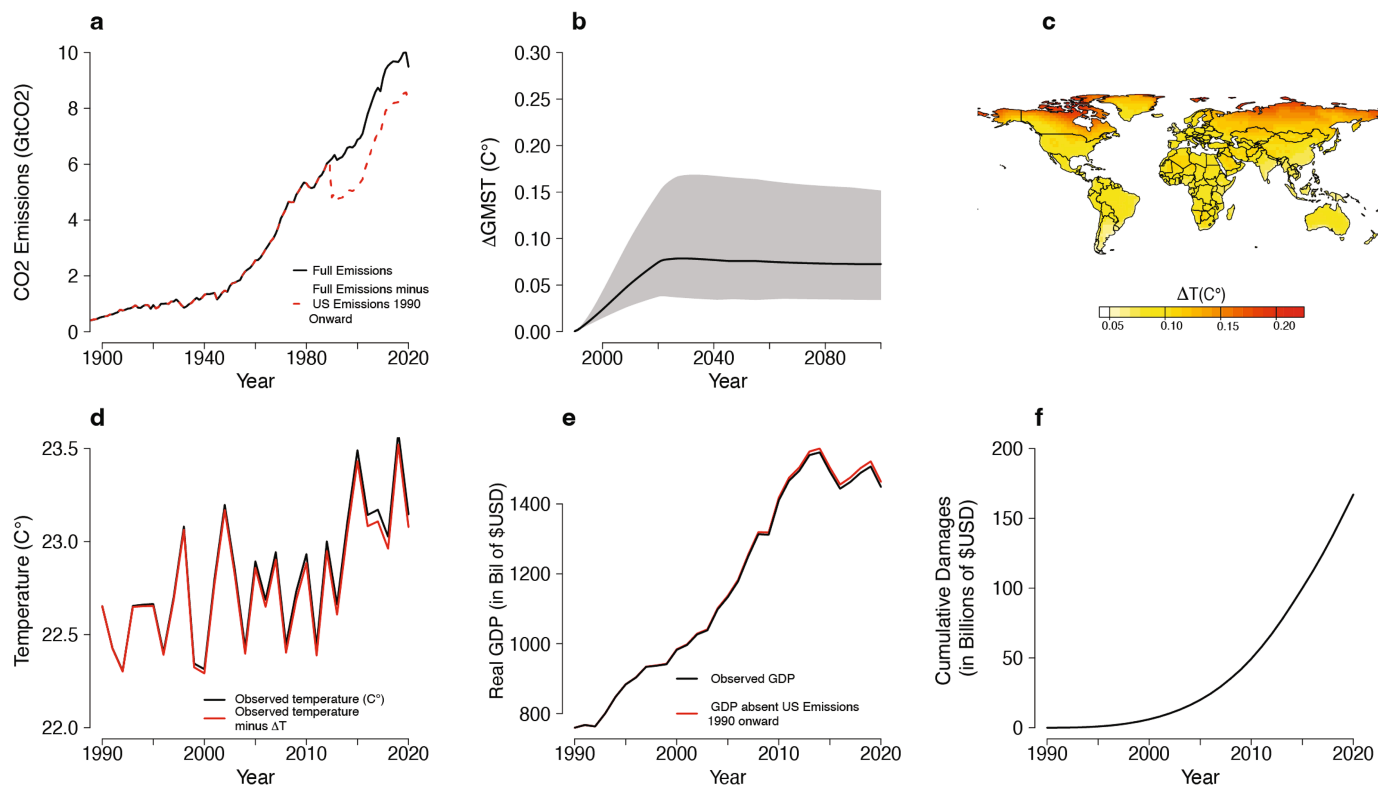 a
10
8
6
4
2
0
CO2 Emissions (GtCO2)
Full Emissions
Full Emissions minus
US Emissions 1990
Onward
1900
1940
1980
2020
Year
b
0.30
0.25
0.20
0.15
0.10
0.05
0.00
ΔGMST (C°)
2000
2040
2080
Year
c
ΔT(C°)
0.05
0.10
0.15
0.20
d
23.5
23.0
22.5
22.0
Temperature (C°)
Observed temperature (C°)
Observed temperature
minus ΔT
1990
2000
2010
2020
Year
e
1400
1200
1000
800
Real GDP (in Bil of $USD)
Observed GDP
GDP absent US Emissions
1990 onward
1990
2000
2010
2020
Year
f
200
150
100
50
0
Cumulative Damages
(in Billions of $USD)
1990
2000
2010
2020
Year